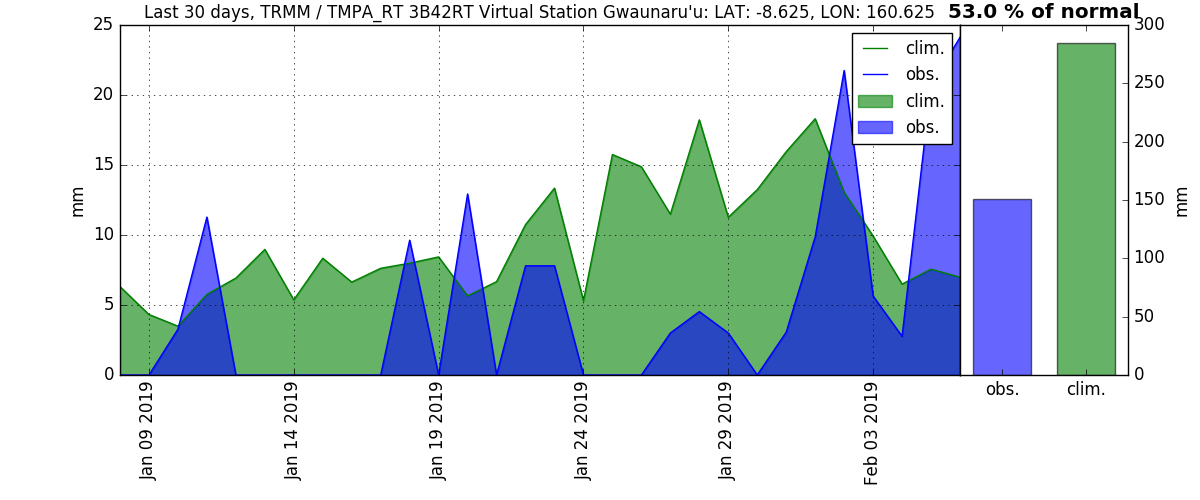 Last 30 days, TRMM / TMPA_RT 3B42RT Virtual Station Gwaunaru'u: LAT: -8.625, LON: 160.625
53.0 % of normal
25
20
15
10
5
0
mm
clim.
obs.
clim.
obs.
300
250
200
150
100
50
0
mm
Jan 09 2019
Jan 14 2019
Jan 19 2019
Jan 24 2019
Jan 29 2019
Feb 03 2019
obs.
clim.